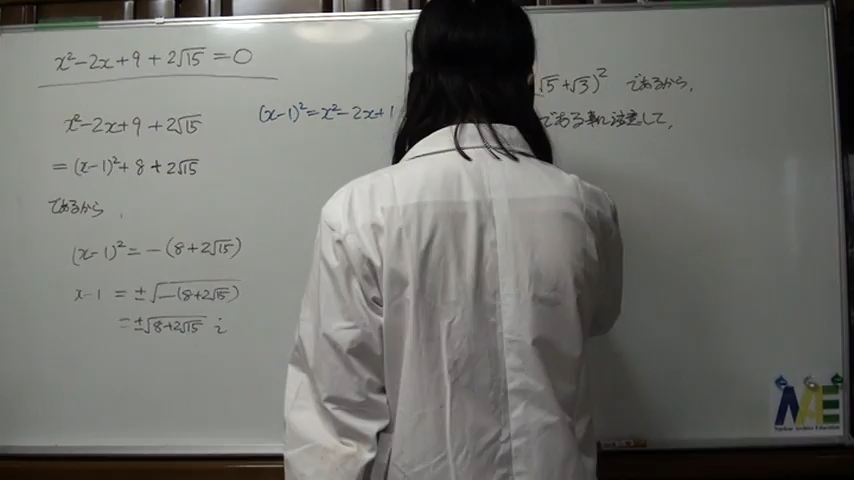 x²-2x+9+2√15=0
x²-2x+9+2√15
=(x-1)²+8+2√15
であるから,
(x-1)²=-(8+2√15)
x-1=±√-(8+2√15)
=±√8+2√15 i
(x-1)²=x²-2x+1
√5+√3)² であるから,
である事に注意して,
NAE